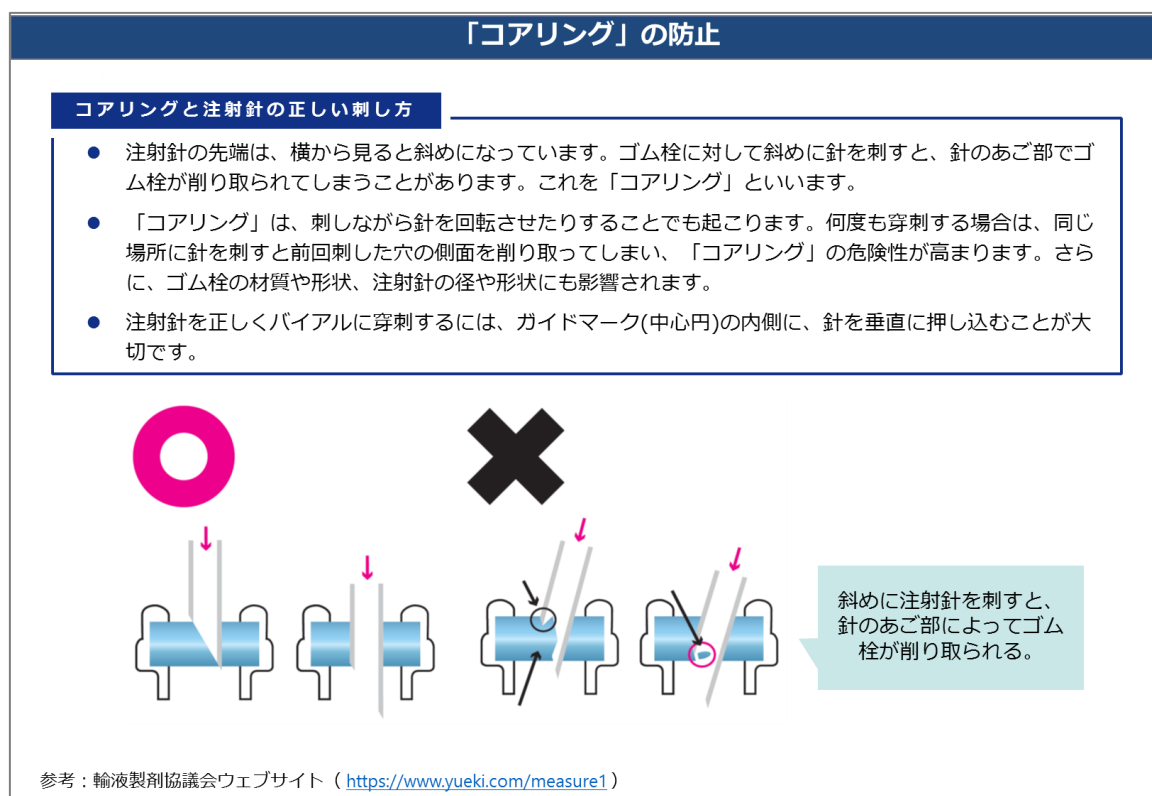 「コアリング」の防止
コアリングと注射針の正しい刺し方
● 注射針の先端は、横から見ると斜めになっています。ゴム栓に対して斜めに針を刺すと、針のあご部でゴ
ム栓が削り取られてしまうことがあります。これを「コアリング」といいます。
● 「コアリング」は、刺しながら針を回転させたりすることでも起こります。何度も穿刺する場合は、同じ
場所に針を刺すと前回刺した穴の側面を削り取ってしまい、「コアリング」の危険性が高まります。さら
に、ゴム栓の材質や形状、注射針の径や形状にも影響されます。
● 注射針を正しくバイアルに穿刺するには、ガイドマーク(中心円)の内側に、針を垂直に押し込むことが大
切です。
斜めに注射針を刺すと、
針のあご部によってゴム
栓が削り取られる。
参考：輸液製剤協議会ウェブサイト（ https://www.yueki.com/measure1 ）